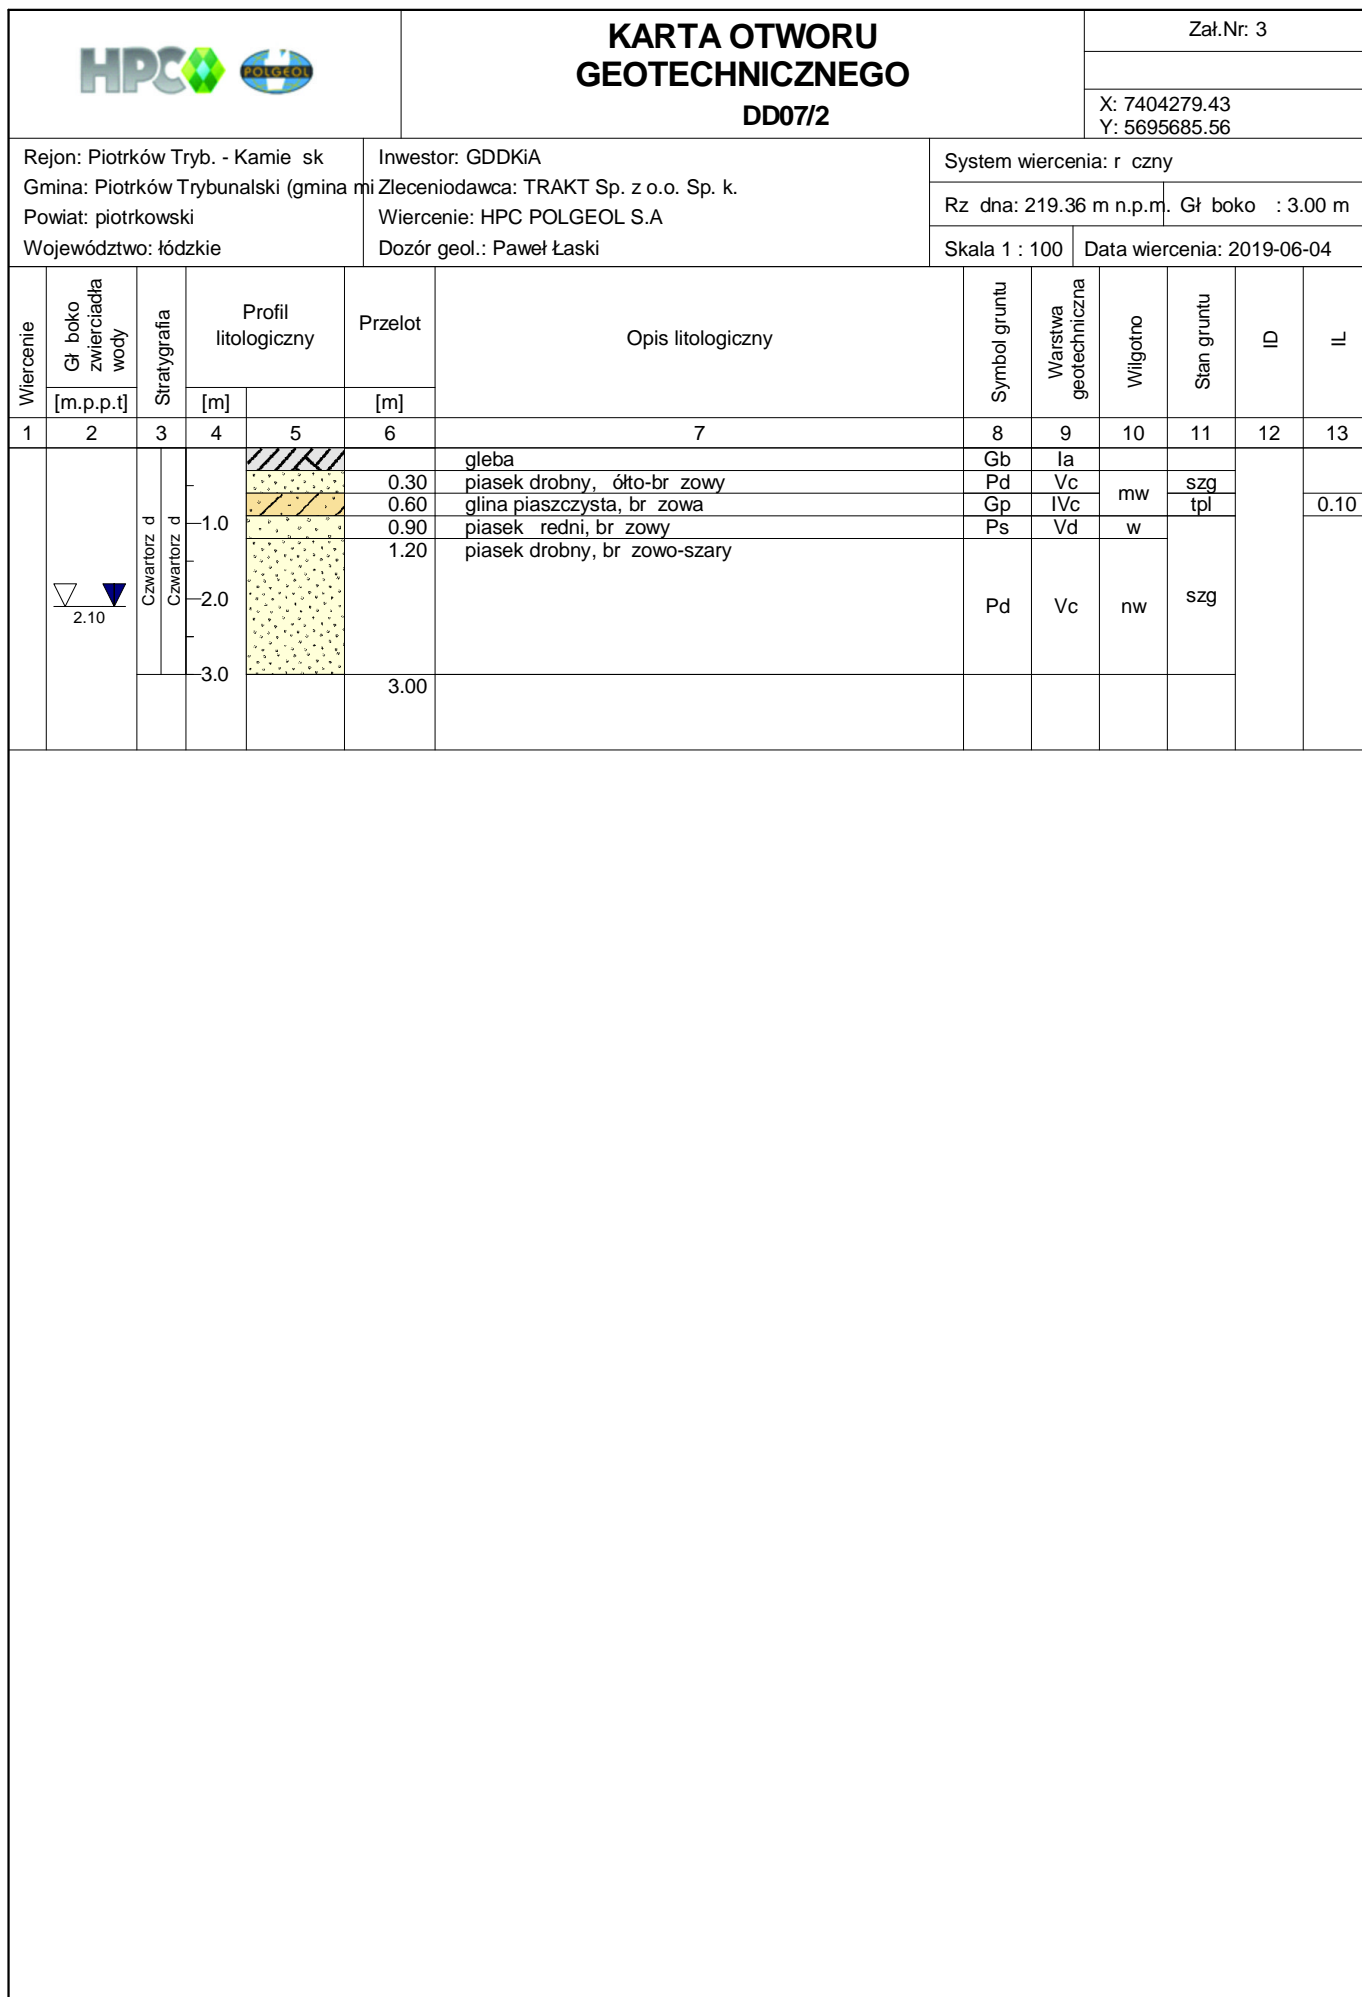 HPC POLGEOL
KARTA OTWORU
GEOTECHNICZNEGO
DD07/2
Zał.Nr: 3
X: 7404279.43
Y: 5695685.56
Rejon: Piotrków Tryb. - Kamie sk
Gmina: Piotrków Trybunalski (gmina mi
Powiat: piotrkowski
Województwo: łódzkie
Inwestor: GDDKiA
Zleceniodawca: TRAKT Sp. z o.o. Sp. k.
Wiercenie: HPC POLGEOL S.A
Dozór geol.: Paweł Łaski
System wiercenia: r czny
Rz dna: 219.36 m n.p.m. Gł boko : 3.00 m
Skala 1 : 100 Data wiercenia: 2019-06-04
Wiercenie
Gł boko
zwierciadła
wody
[m.p.p.t]
Stratygrafia
Profil
litologiczny
[m]
Przelot
[m]
Opis litologiczny
Symbol gruntu
Warstwa
geotechniczna
Wilgotno
Stan gruntu
ID
IL
1 2 3 4 5 6 7 8 9 10 11 12 13
gleba Gb Ia
0.30 piasek drobny, ółto-br zowy Pd Vc mw szg
0.60 glina piaszczysta, br zowa Gp IVc tpl 0.10
1.0 0.90 piasek redni, br zowy Ps Vd w
1.20 piasek drobny, br zowo-szary
Czwartorz d
Czwartorz d
2.10
2.0 Pd Vc nw szg
3.0
3.00